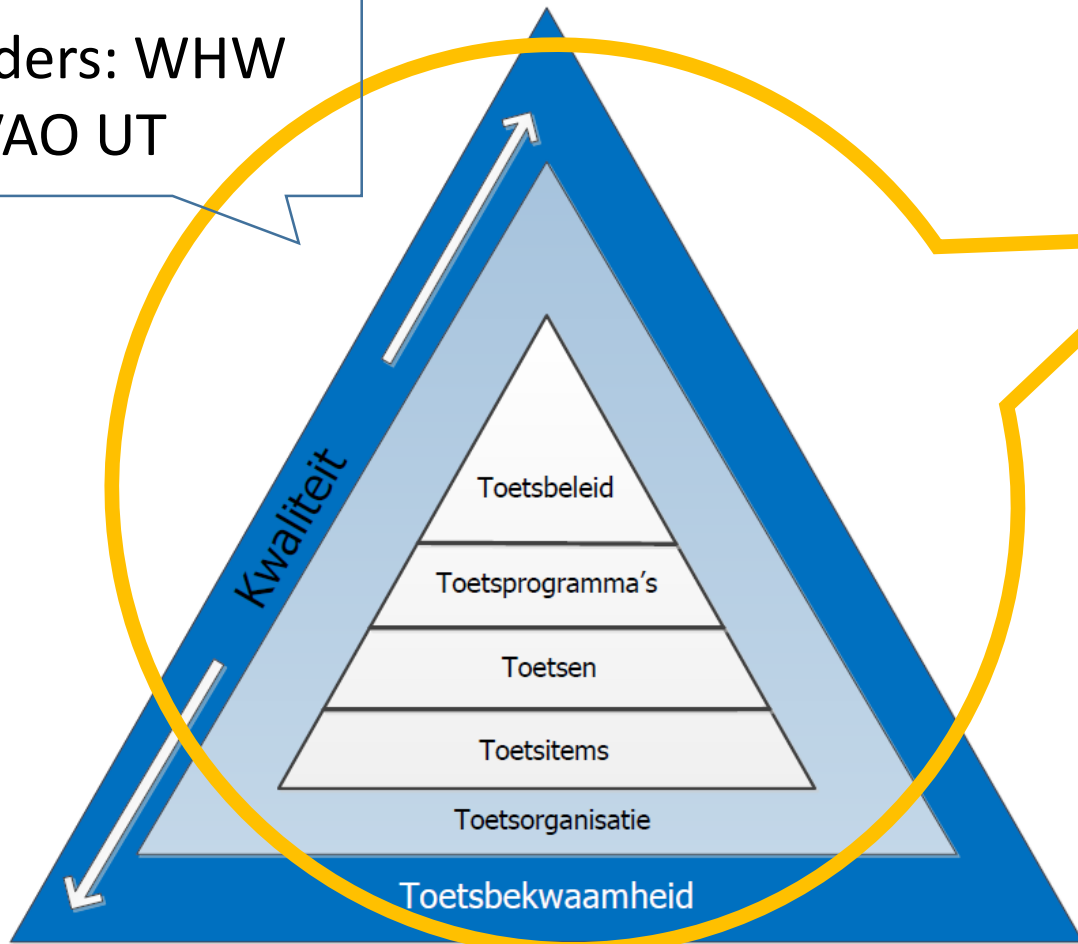 ders: WHW
/AO UT
Kwaliteit
Toetsbeleid
Toetsprogramma's
Toetsen
Toetsitems
Toetsorganisatie
Toetsbekwaamheid